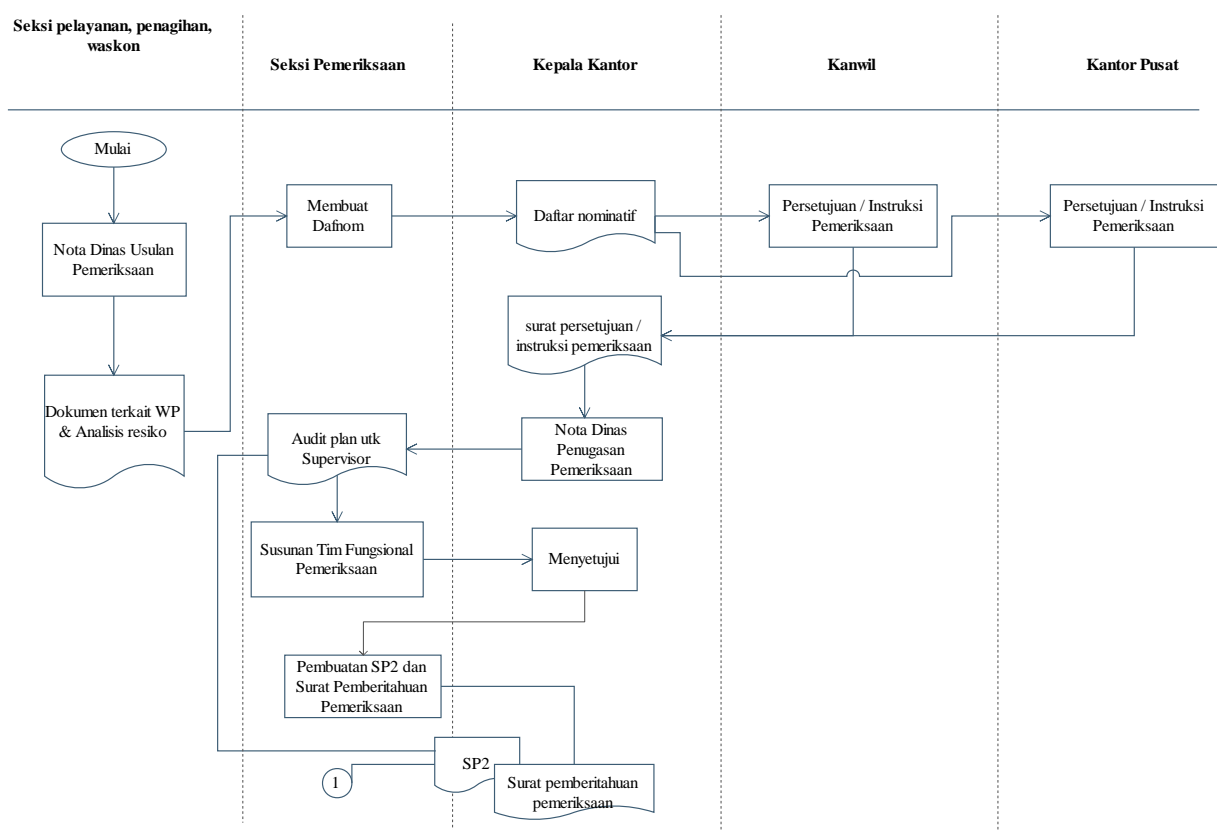 Seksi pelayanan, penagihan,
waskon
Seksi Pemeriksaan
Kepala Kantor
Kanwil
Kantor Pusat
Mulai
Nota Dinas Usulan
Pemeriksaan
Dokumen terkait WP
& Analisis resiko
Membuat
Dafnom
Daftar nominatif
Persetujuan / Instruksi
Pemeriksaan
Persetujuan / Instruksi
Pemeriksaan
surat persetujuan /
instruksi pemeriksaan
Nota Dinas
Penugasan
Pemeriksaan
Audit plan utk
Supervisor
Susunan Tim Fungsional
Pemeriksaan
Menyetujui
Pembuatan SP2 dan
Surat Pemberitahuan
Pemeriksaan
SP2
1
Surat pemberitahuan
pemeriksaan